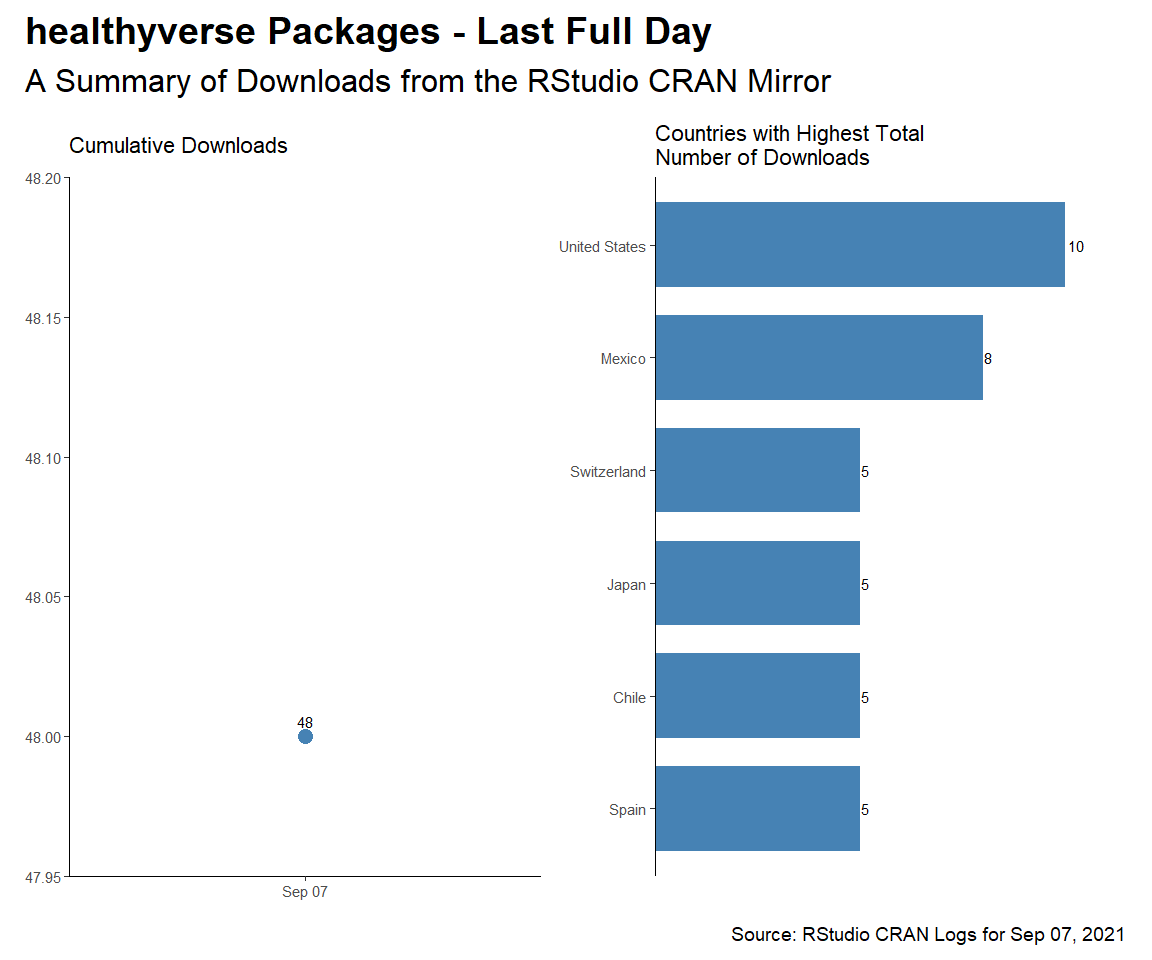 healthyverse Packages - Last Full Day
A Summary of Downloads from the RStudio CRAN Mirror
Cumulative Downloads
48.20
48.15
48.10
48.05
48.00
47.95
48
Sep 07
Countries with Highest Total
Number of Downloads
United States
10
Mexico
8
Switzerland
5
Japan
5
Chile
5
Spain
5
Source: RStudio CRAN Logs for Sep 07, 2021